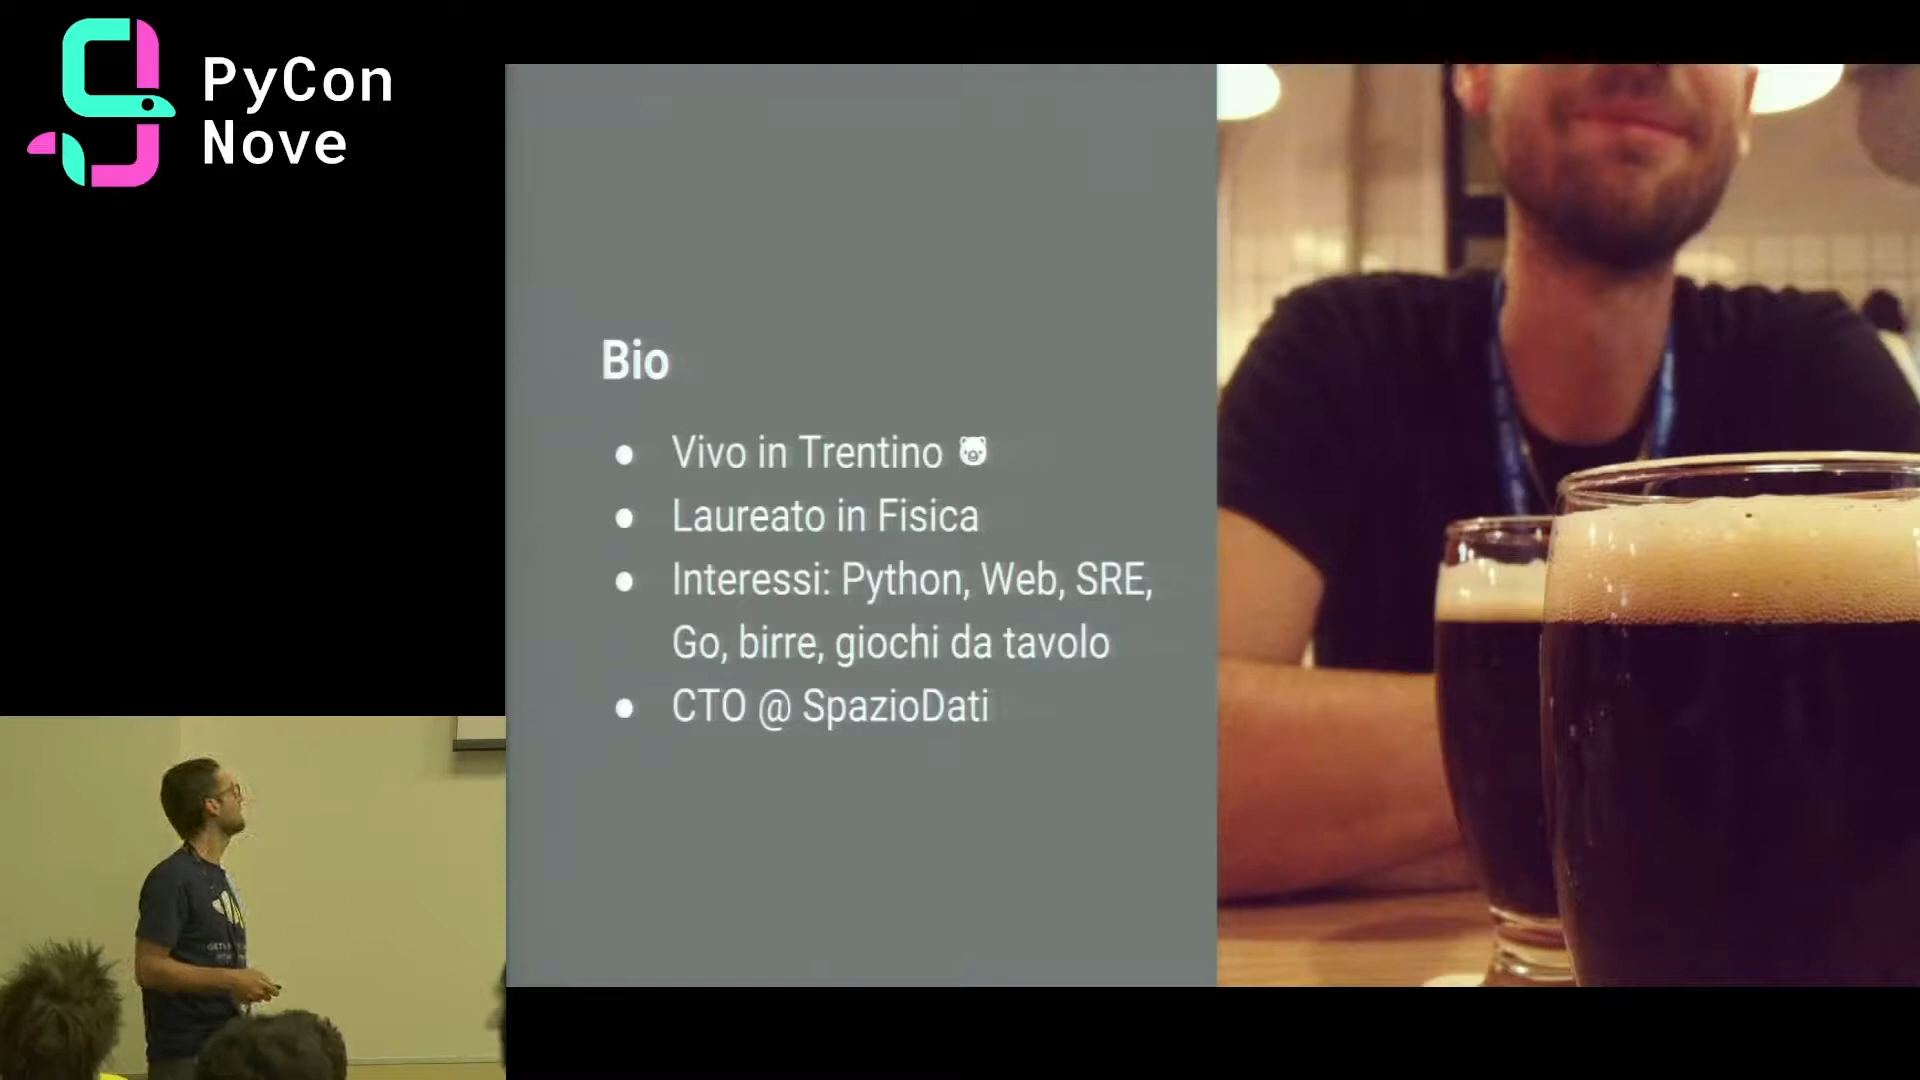 PyCon
Nove
Bio
Vivo in Trentino 🐻
Laureato in Fisica
Interessi: Python, Web, SRE,
Go, birre, giochi da tavolo
CTO @ SpazioDati